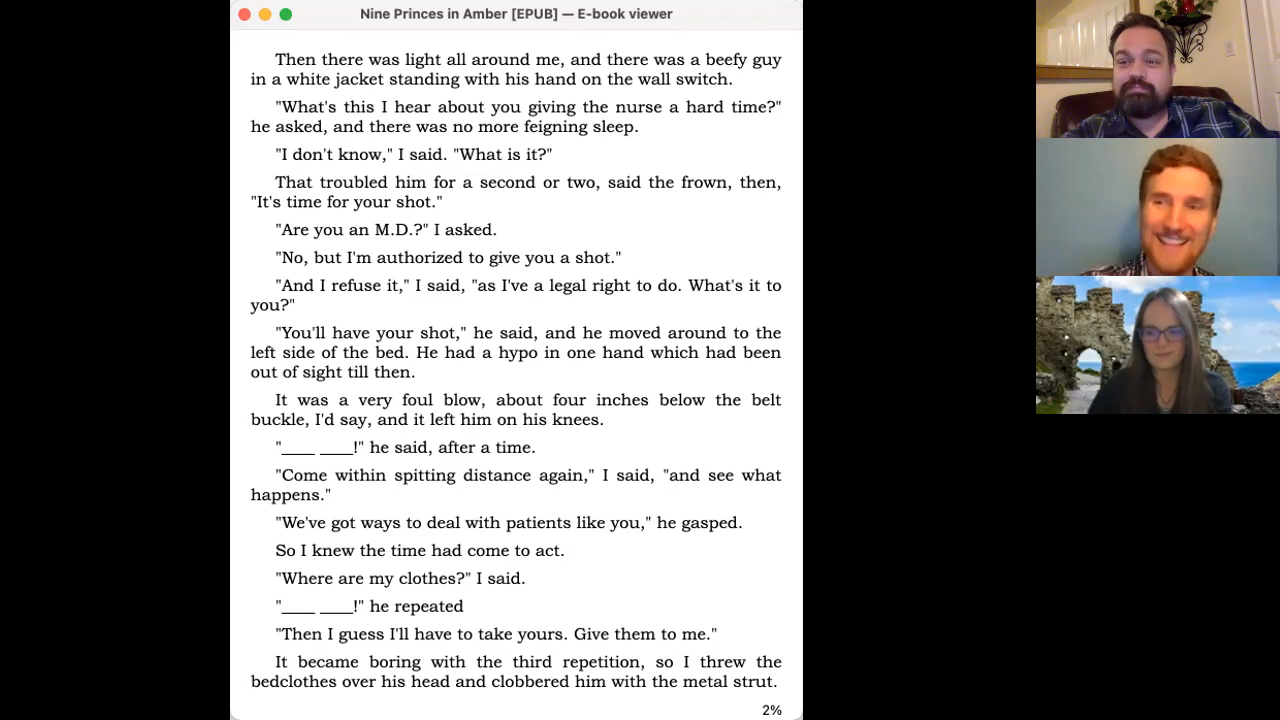 Nine Princes in Amber [EPUB] — E-book viewer
Then there was light all around me, and there was a beefy guy
in a white jacket standing with his hand on the wall switch.
"What's this I hear about you giving the nurse a hard time?"
he asked, and there was no more feigning sleep.
"I don't know," I said. "What is it?"
That troubled him for a second or two, said the frown, then,
"It's time for your shot."
"Are you an M.D.?" I asked.
"No, but I'm authorized to give you a shot."
"And I refuse it," I said, "as I've a legal right to do. What's it to
you?"
"You'll have your shot," he said, and he moved around to the
left side of the bed. He had a hypo in one hand which had been
out of sight till then.
It was a very foul blow, about four inches below the belt
buckle, I'd say, and it left him on his knees.
"____ ____!" he said, after a time.
"Come within spitting distance again," I said, "and see what
happens."
"We've got ways to deal with patients like you," he gasped.
So I knew the time had come to act.
"Where are my clothes?" I said.
"____ ____!" he repeated
"Then I guess I'll have to take yours. Give them to me."
It became boring with the third repetition, so I threw the
bedclothes over his head and clobbered him with the metal strut.
2%